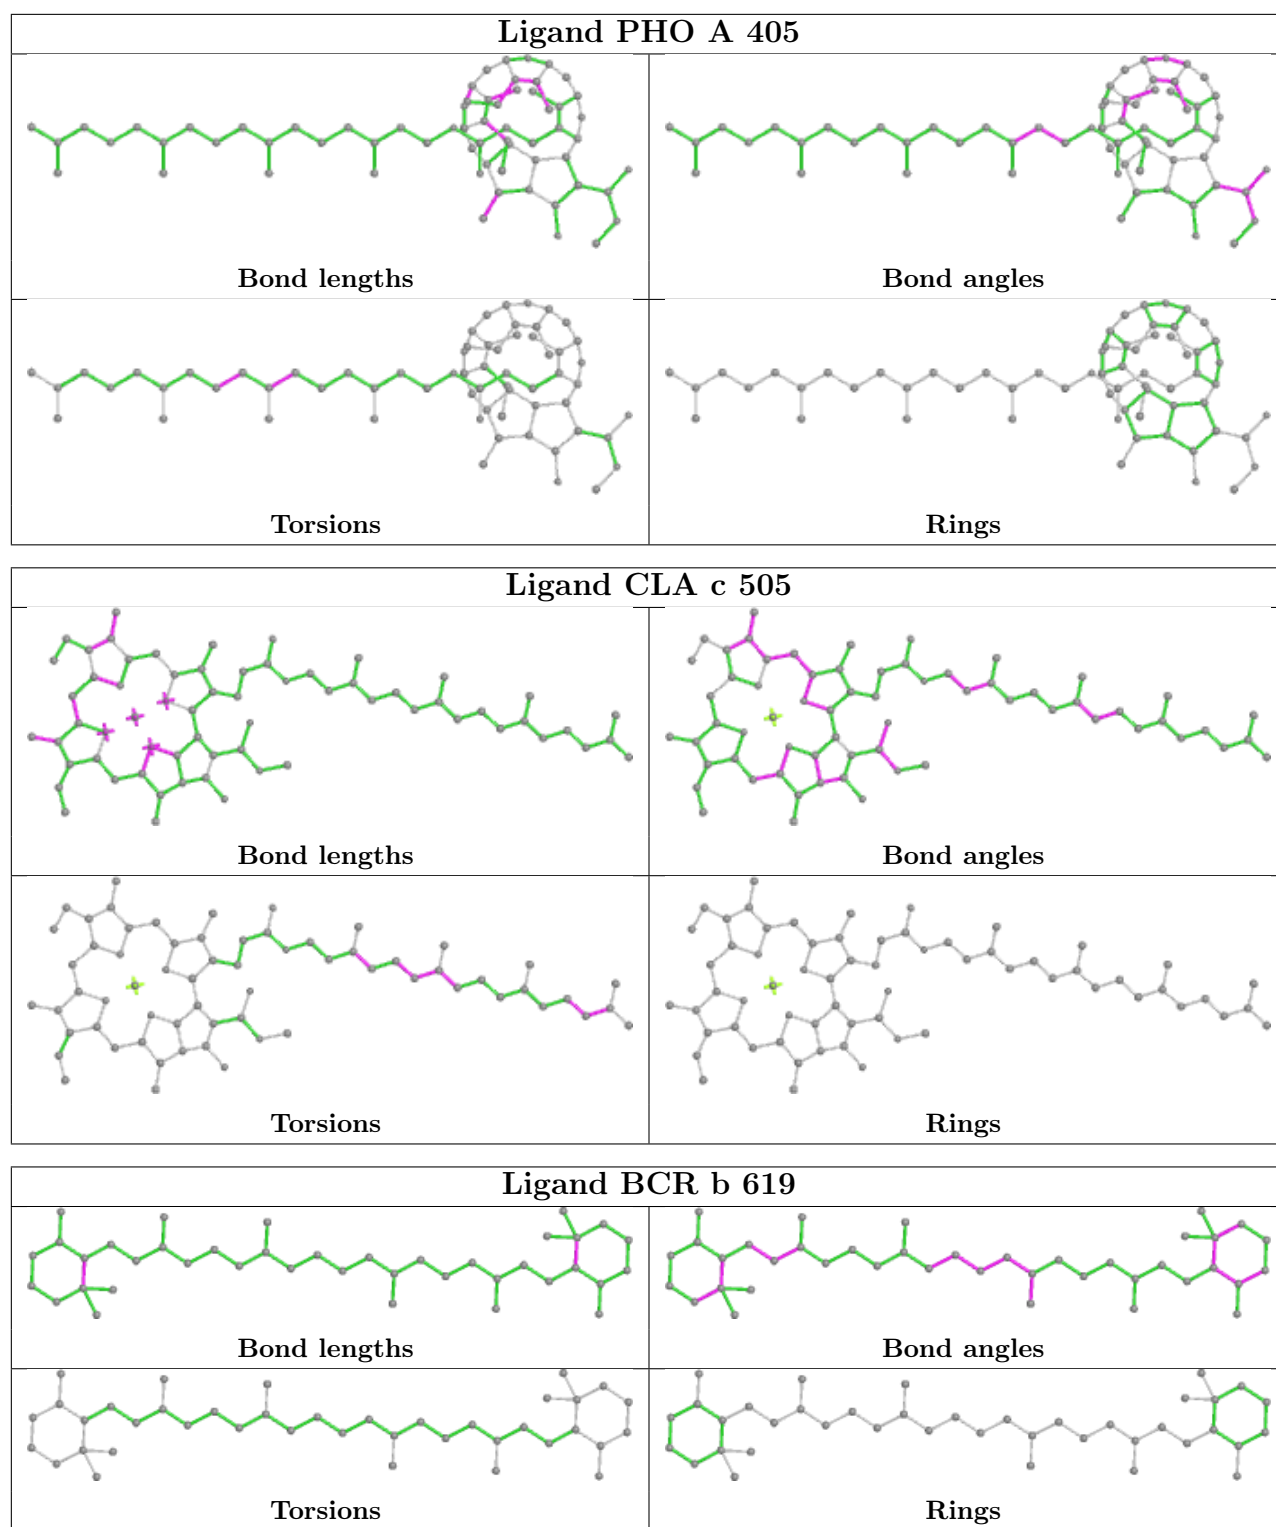 Ligand PHO A 405
Bond lengths
Bond angles
Torsions
Rings
Ligand CLA c 505
Bond lengths
Bond angles
Torsions
Rings
Ligand BCR b 619
Bond lengths
Bond angles
Torsions
Rings